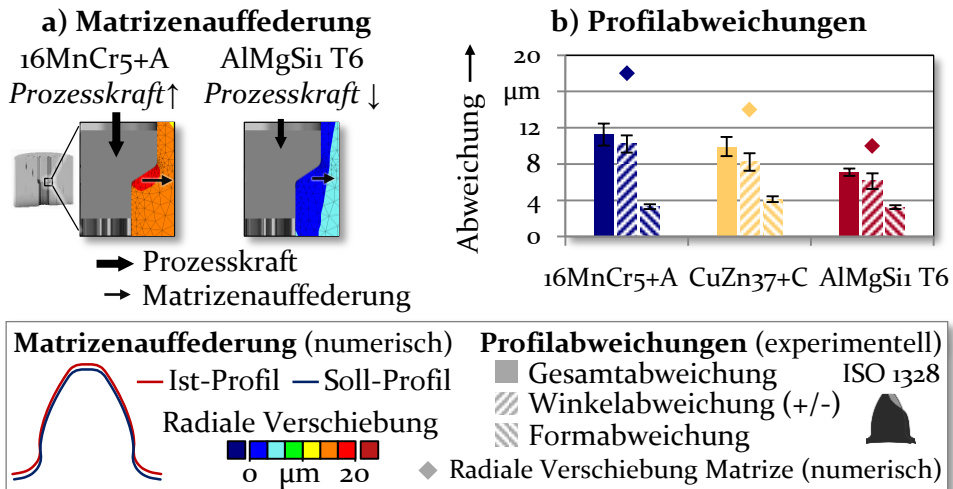 a) Matrizenauffederung
16MnCr5+A
Prozesskraft↑
AlMgSi1 T6
Prozesskraft ↓
Prozesskraft
Matrizenauffederung
b) Profilabweichungen
Abweichung
20
µm
12
8
4
0
16MnCr5+A CuZn37+C AlMgSi1 T6
Matrizenauffederung (numerisch)
Ist-Profil Soll-Profil
Radiale Verschiebung
0 µm 20
Profilabweichungen (experimentell)
Gesamtabweichung ISO 1328
Winkelabweichung (+/-)
Formabweichung
Radiale Verschiebung Matrize (numerisch)